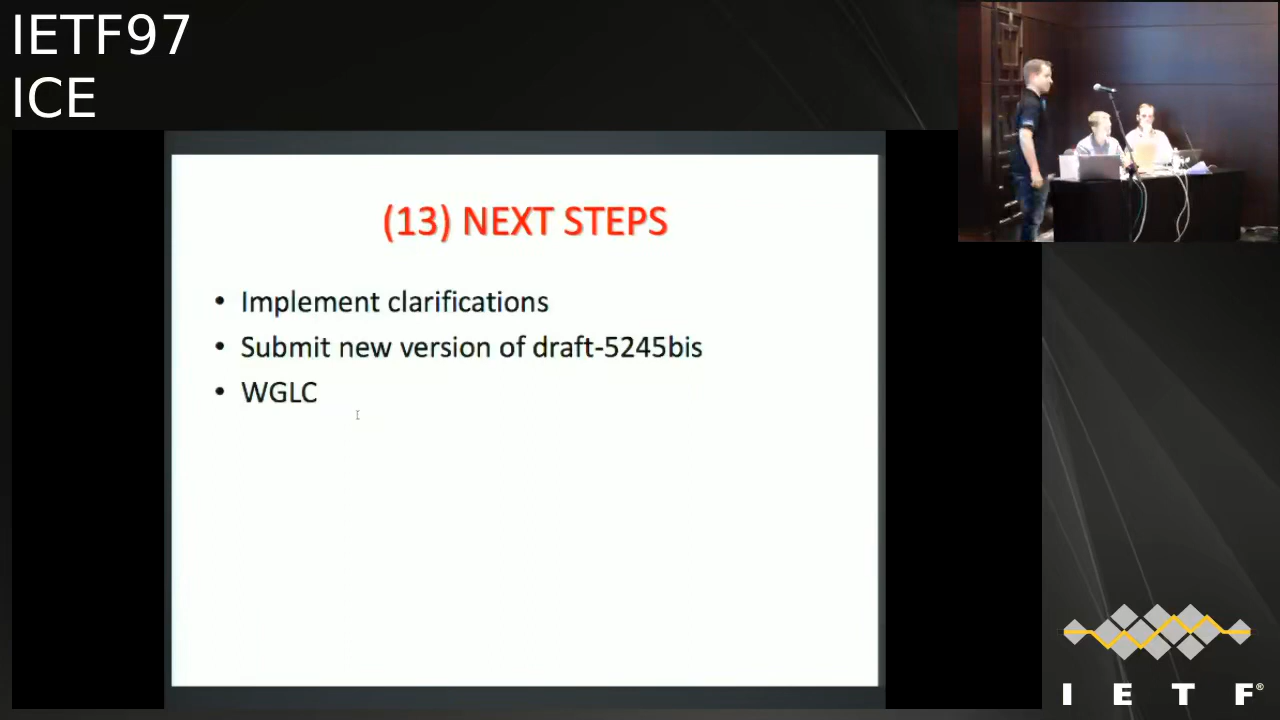 IETF97
ICE
(13) NEXT STEPS
• Implement clarifications
• Submit new version of draft-5245bis
• WGLC
I E T F®